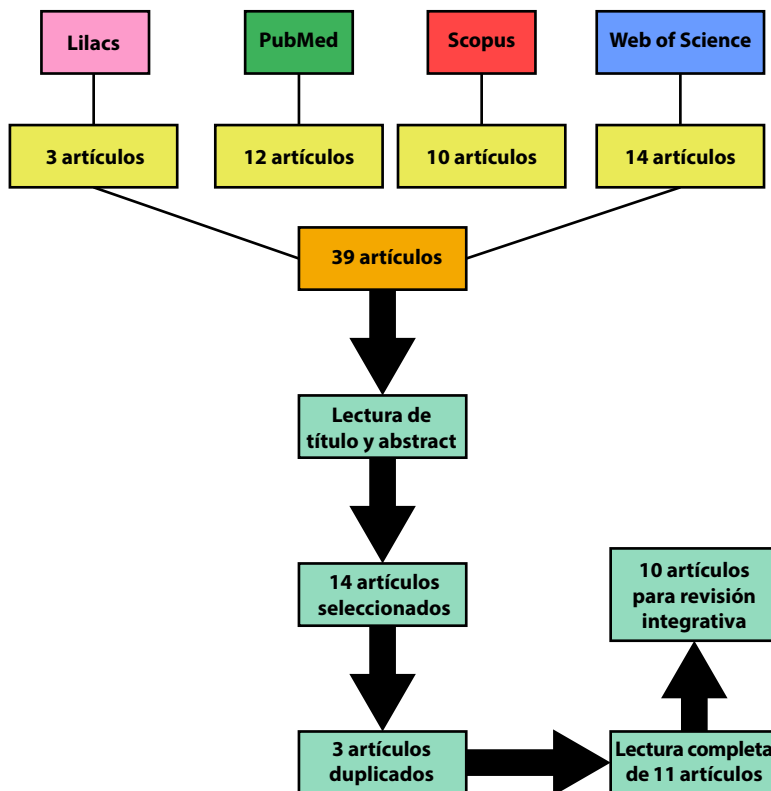 Lilacs
PubMed
Scopus
Web of Science
3 artículos
12 artículos
10 artículos
14 artículos
39 artículos
Lectura de
título y abstract
14 artículos
seleccionados
3 artículos
duplicados
Lectura completa
de 11 artículos
10 artículos
para revisión
integrativa